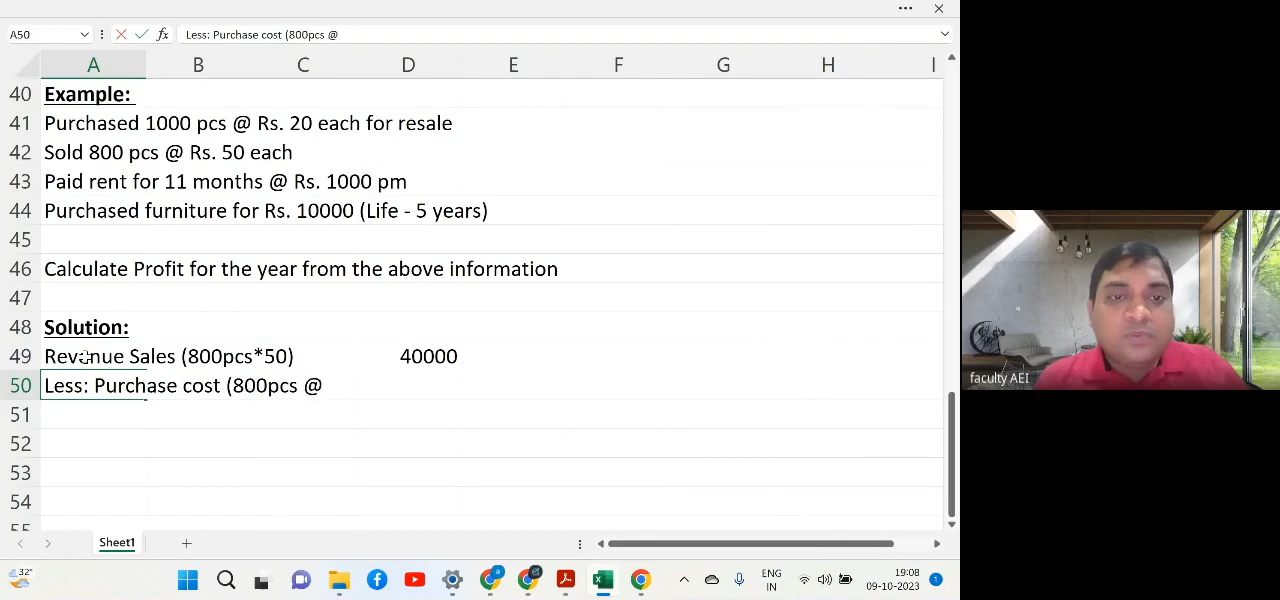 A50
fx
Less: Purchase cost (800pcs @
A B C D E F G H I
40 Example:
41 Purchased 1000 pcs @ Rs. 20 each for resale
42 Sold 800 pcs @ Rs. 50 each
43 Paid rent for 11 months @ Rs. 1000 pm
44 Purchased furniture for Rs. 10000 (Life - 5 years)
45
46 Calculate Profit for the year from the above information
47
48 Solution:
49 Revenue Sales (800pcs*50) 40000
50 Less: Purchase cost (800pcs @
51
52
53
54
55
Sheet1
faculty AEI
32°
ENG
IN
19:08
09-10-2023
1